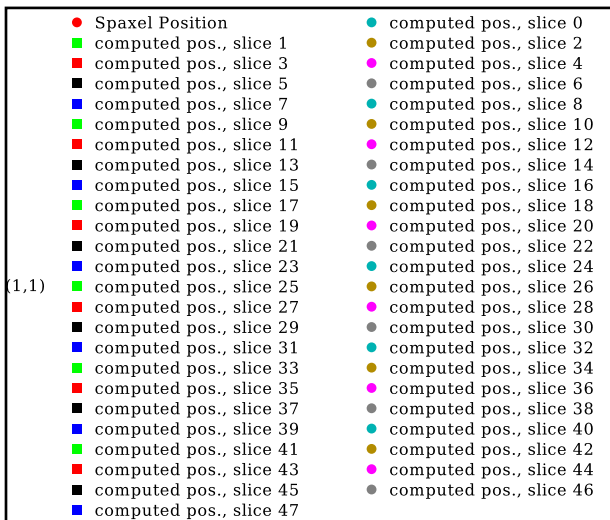 Spaxel Position
computed pos., slice 0
computed pos., slice 1
computed pos., slice 2
computed pos., slice 3
computed pos., slice 4
computed pos., slice 5
computed pos., slice 6
computed pos., slice 7
computed pos., slice 8
computed pos., slice 9
computed pos., slice 10
computed pos., slice 11
computed pos., slice 12
computed pos., slice 13
computed pos., slice 14
computed pos., slice 15
computed pos., slice 16
computed pos., slice 17
computed pos., slice 18
computed pos., slice 19
computed pos., slice 20
computed pos., slice 21
computed pos., slice 22
computed pos., slice 23
computed pos., slice 24
(1,1)
computed pos., slice 25
computed pos., slice 26
computed pos., slice 27
computed pos., slice 28
computed pos., slice 29
computed pos., slice 30
computed pos., slice 31
computed pos., slice 32
computed pos., slice 33
computed pos., slice 34
computed pos., slice 35
computed pos., slice 36
computed pos., slice 37
computed pos., slice 38
computed pos., slice 39
computed pos., slice 40
computed pos., slice 41
computed pos., slice 42
computed pos., slice 43
computed pos., slice 44
computed pos., slice 45
computed pos., slice 46
computed pos., slice 47